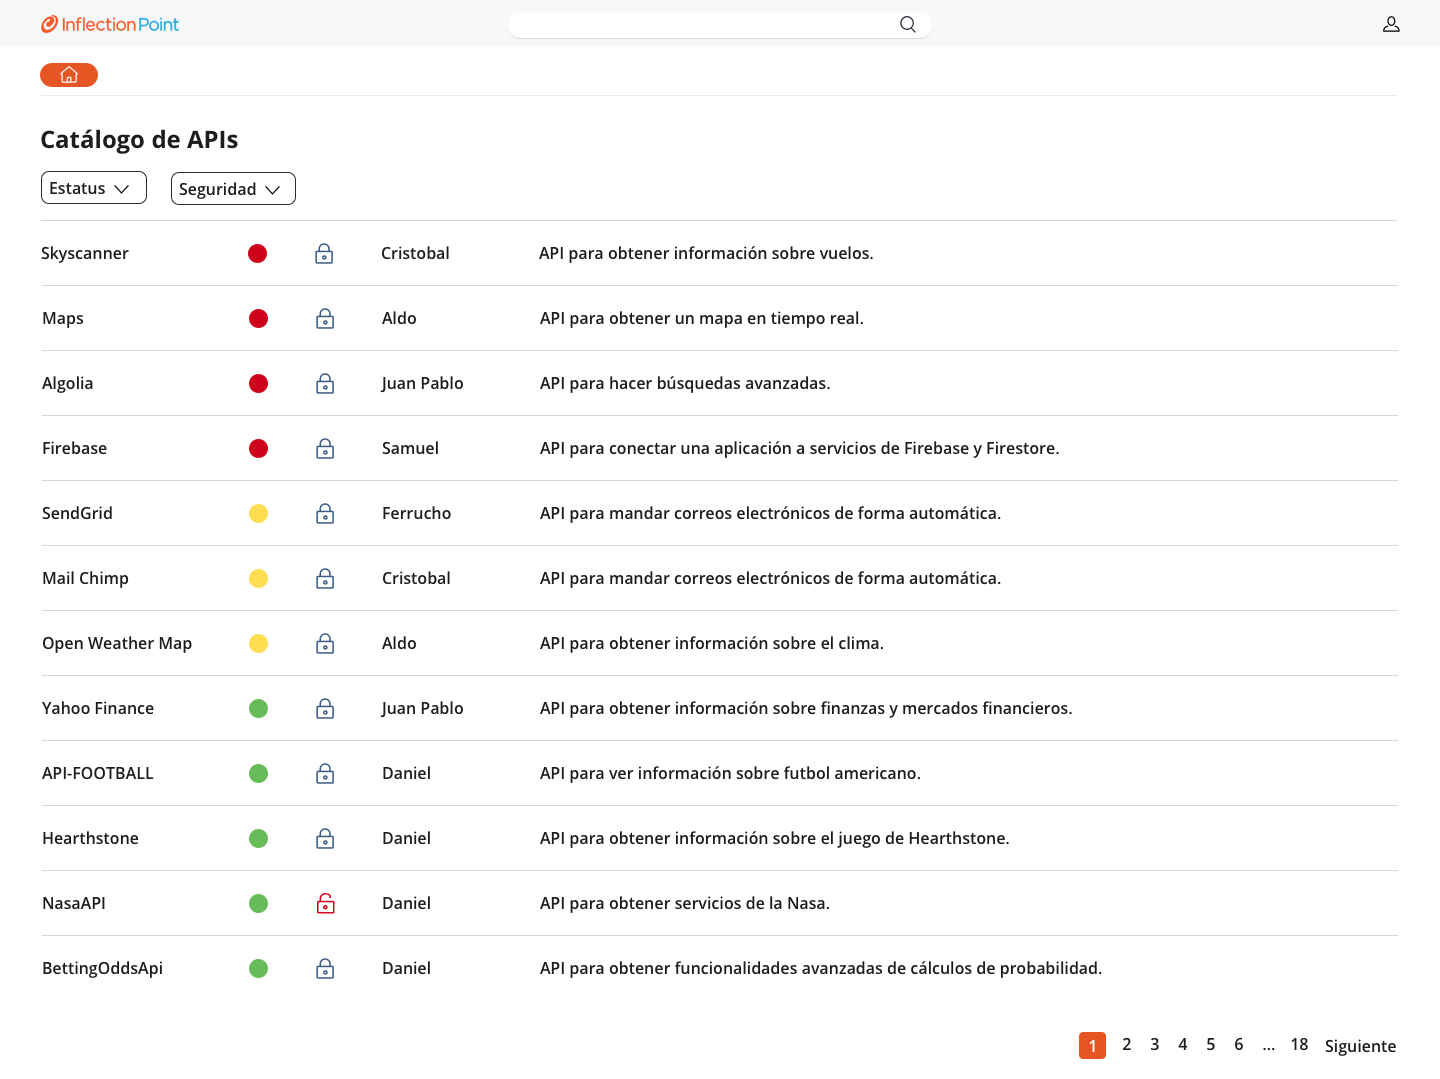 InflectionPoint
Catálogo de APIs
Estatus
Seguridad
Skyscanner Cristobal API para obtener información sobre vuelos.
Maps Aldo API para obtener un mapa en tiempo real.
Algolia Juan Pablo API para hacer búsquedas avanzadas.
Firebase Samuel API para conectar una aplicación a servicios de Firebase y Firestore.
SendGrid Ferrucho API para mandar correos electrónicos de forma automática.
Mail Chimp Cristobal API para mandar correos electrónicos de forma automática.
Open Weather Map Aldo API para obtener información sobre el clima.
Yahoo Finance Juan Pablo API para obtener información sobre finanzas y mercados financieros.
API-FOOTBALL Daniel API para ver información sobre futbol americano.
Hearthstone Daniel API para obtener información sobre el juego de Hearthstone.
NasaAPI Daniel API para obtener servicios de la Nasa.
BettingOddsApi Daniel API para obtener funcionalidades avanzadas de cálculos de probabilidad.
1 2 3 4 5 6 ... 18 Siguiente